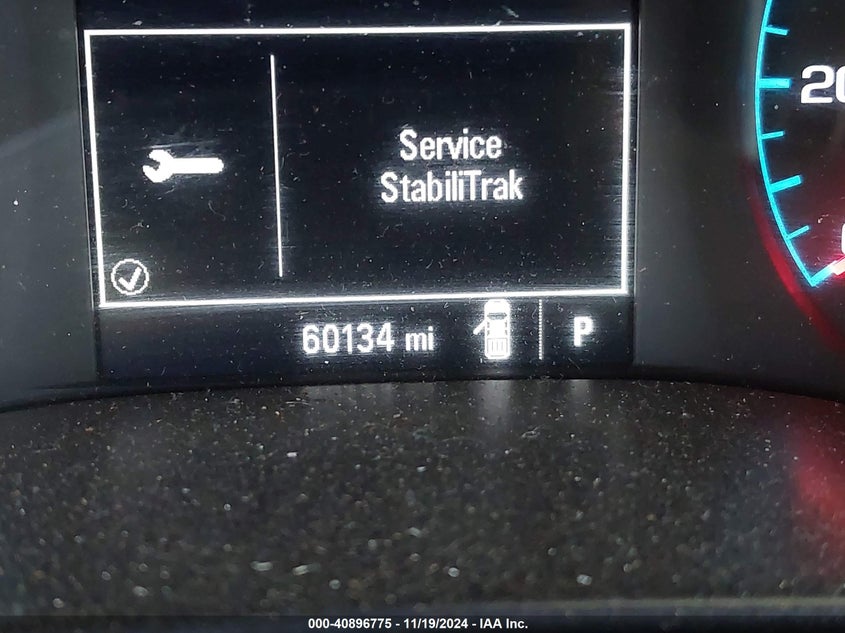 Service
StabiliTrak
20
60134 mi P
000-40896775 - 11/19/2024 - IAA Inc.